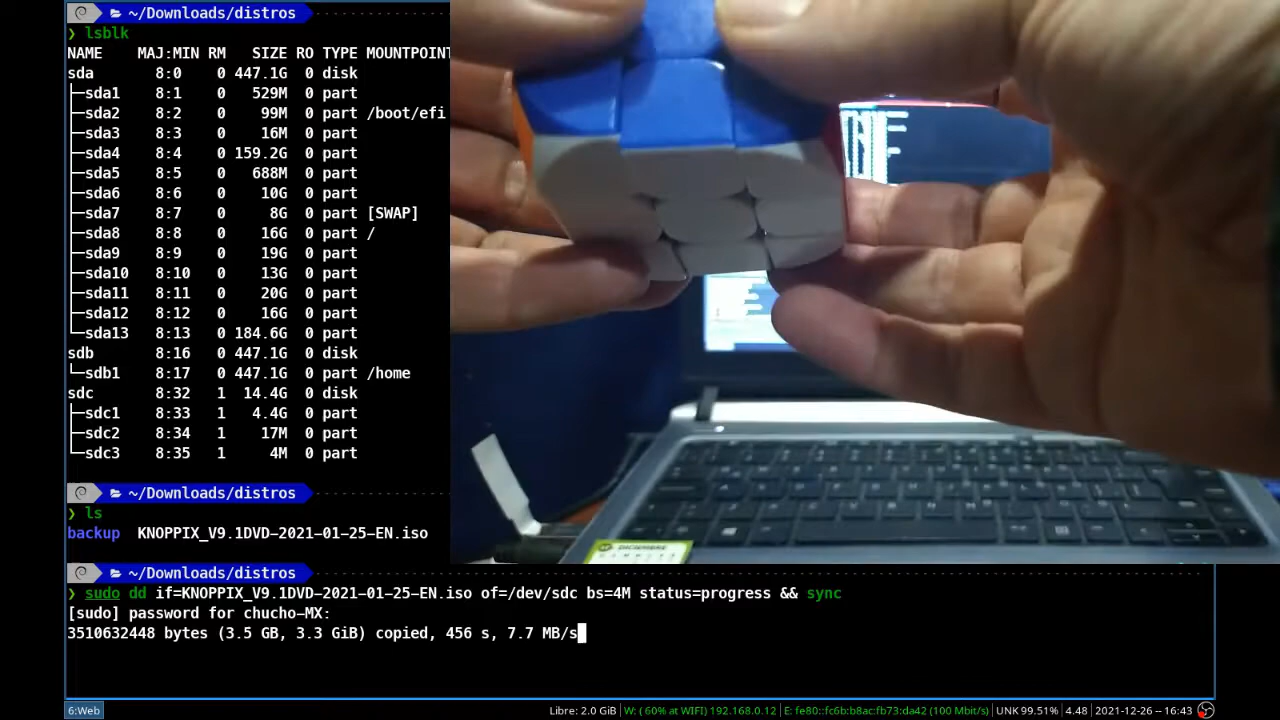 ~/Downloads/distros
❯ lsblk
NAME MAJ:MIN RM SIZE RO TYPE MOUNTPOINT
sda 8:0 0 447.1G 0 disk
├─sda1 8:1 0 529M 0 part
├─sda2 8:2 0 99M 0 part /boot/efi
├─sda3 8:3 0 16M 0 part
├─sda4 8:4 0 159.2G 0 part
├─sda5 8:5 0 688M 0 part
├─sda6 8:6 0 10G 0 part
├─sda7 8:7 0 8G 0 part [SWAP]
├─sda8 8:8 0 16G 0 part /
├─sda9 8:9 0 19G 0 part
├─sda10 8:10 0 13G 0 part
├─sda11 8:11 0 20G 0 part
├─sda12 8:12 0 16G 0 part
└─sda13 8:13 0 184.6G 0 part
sdb 8:16 0 447.1G 0 disk
└─sdb1 8:17 0 447.1G 0 part /home
sdc 8:32 1 14.4G 0 disk
├─sdc1 8:33 1 4.4G 0 part
├─sdc2 8:34 1 17M 0 part
└─sdc3 8:35 1 4M 0 part
~/Downloads/distros
❯ ls
backup KNOPPIX_V9.1DVD-2021-01-25-EN.iso
DICIEMBRE
~/Downloads/distros
❯ sudo dd if=KNOPPIX_V9.1DVD-2021-01-25-EN.iso of=/dev/sdc bs=4M status=progress && sync
[sudo] password for chucho-MX:
3510632448 bytes (3.5 GB, 3.3 GiB) copied, 456 s, 7.7 MB/s
6:Web Libre: 2.0 GiB | W: ( 60% at WIFI) 192.168.0.12 | E: fe80::fc6b:b8ac:fb73:da42 (100 Mbit/s) | UNK 99.51% | 4.48 | 2021-12-26 -- 16:43